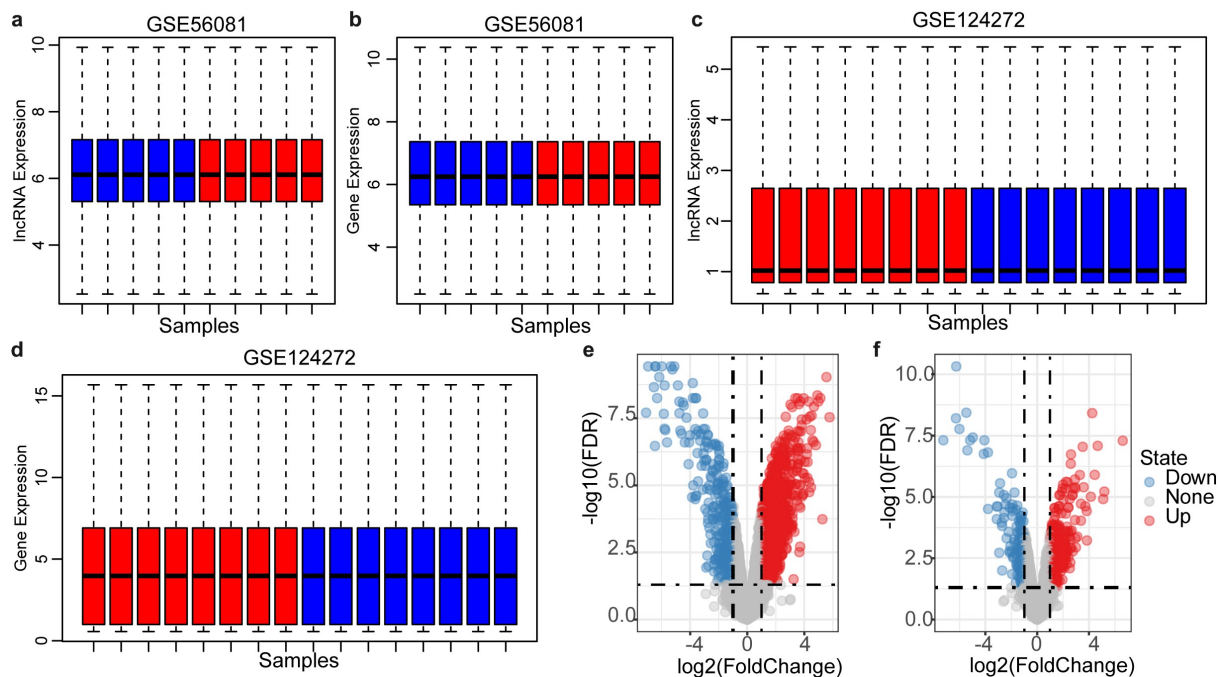 a
GSE56081
lncRNA Expression
10
8
6
4
Samples
b
GSE56081
Gene Expression
10
8
6
4
Samples
c
GSE124272
lncRNA Expression
5
4
3
2
1
Samples
d
GSE124272
Gene Expression
15
10
5
0
Samples
e
-log10(FDR)
7.5
5.0
2.5
0.0
-4 0 4
log2(FoldChange)
f
-log10(FDR)
10.0
7.5
5.0
2.5
0.0
-4 0 4
log2(FoldChange)
State
Down
None
Up